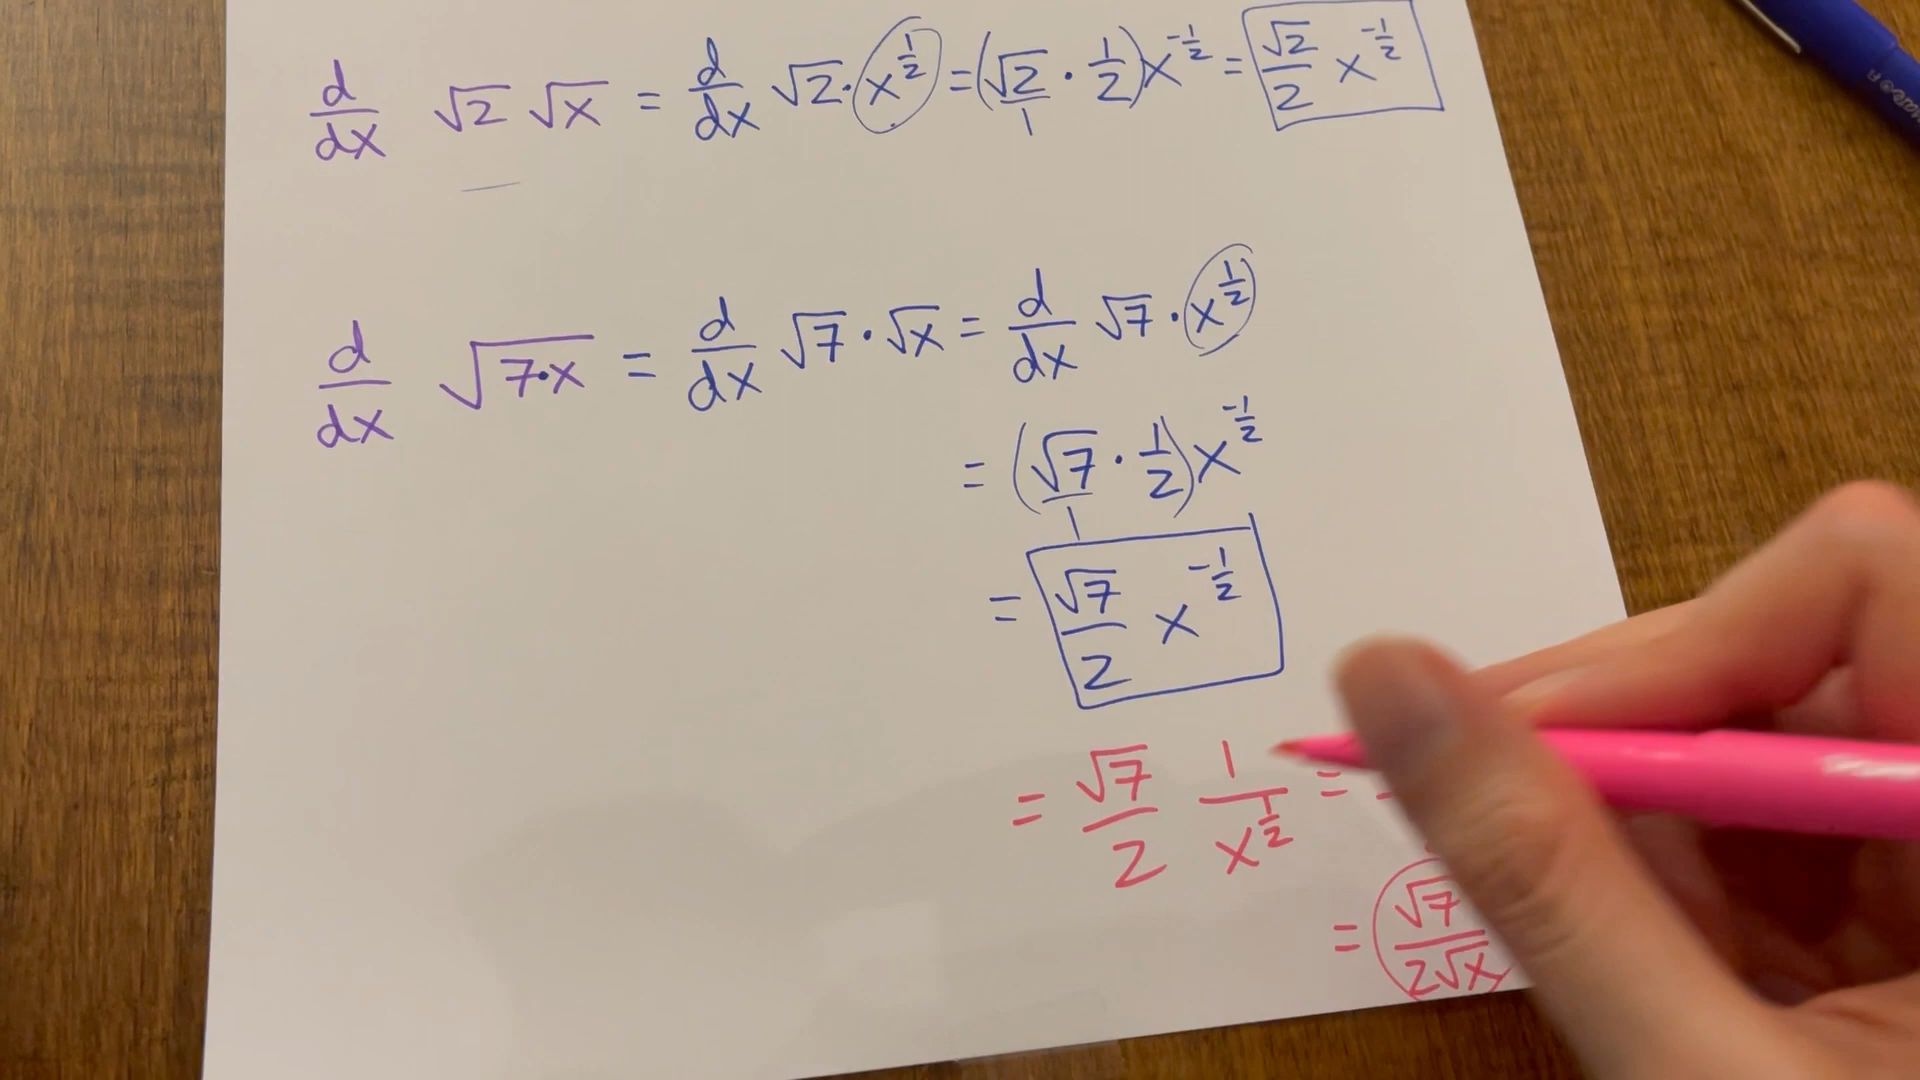 d/dx √2 √x = d/dx √2 · x^(1/2) = (√2/1 · 1/2) x^(-1/2) = √2/2 x^(-1/2)
d/dx √(7·x) = d/dx √7 · √x = d/dx √7 · x^(1/2)
= (√7/1 · 1/2) x^(-1/2)
= √7/2 x^(-1/2)
= √7/2 1/x^(1/2) =
= √7/(2√x)